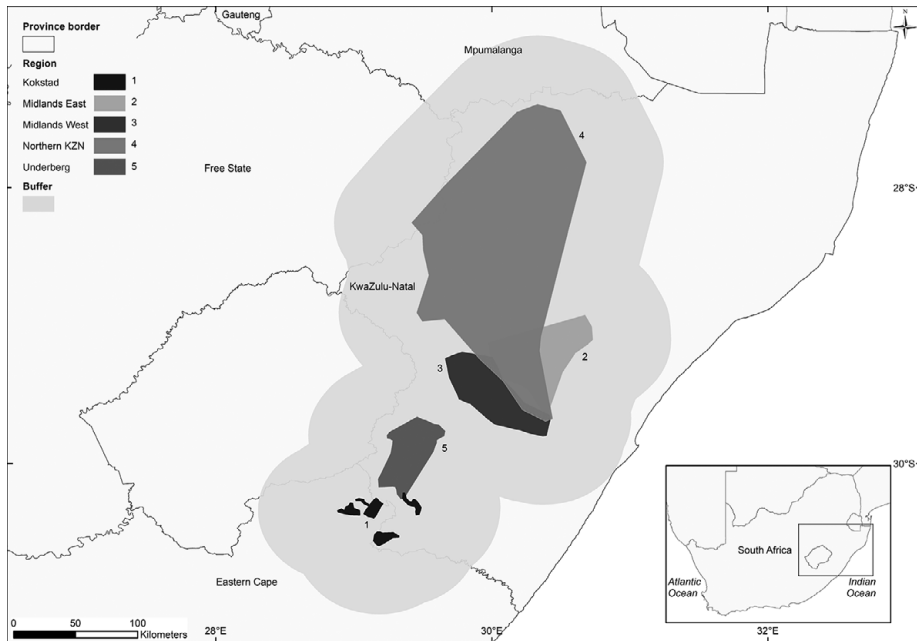 Province border
Region
Kokstad 1
Midlands East 2
Midlands West 3
Northern KZN 4
Underberg 5
Buffer
Gauteng
Mpumalanga
N
4
Free State
28°S
KwaZulu-Natal
3
2
5
30°S
1
South Africa
Atlantic
Ocean
Indian
Ocean
Eastern Cape
0 50 100
Kilometers
28°E
30°E
32°E